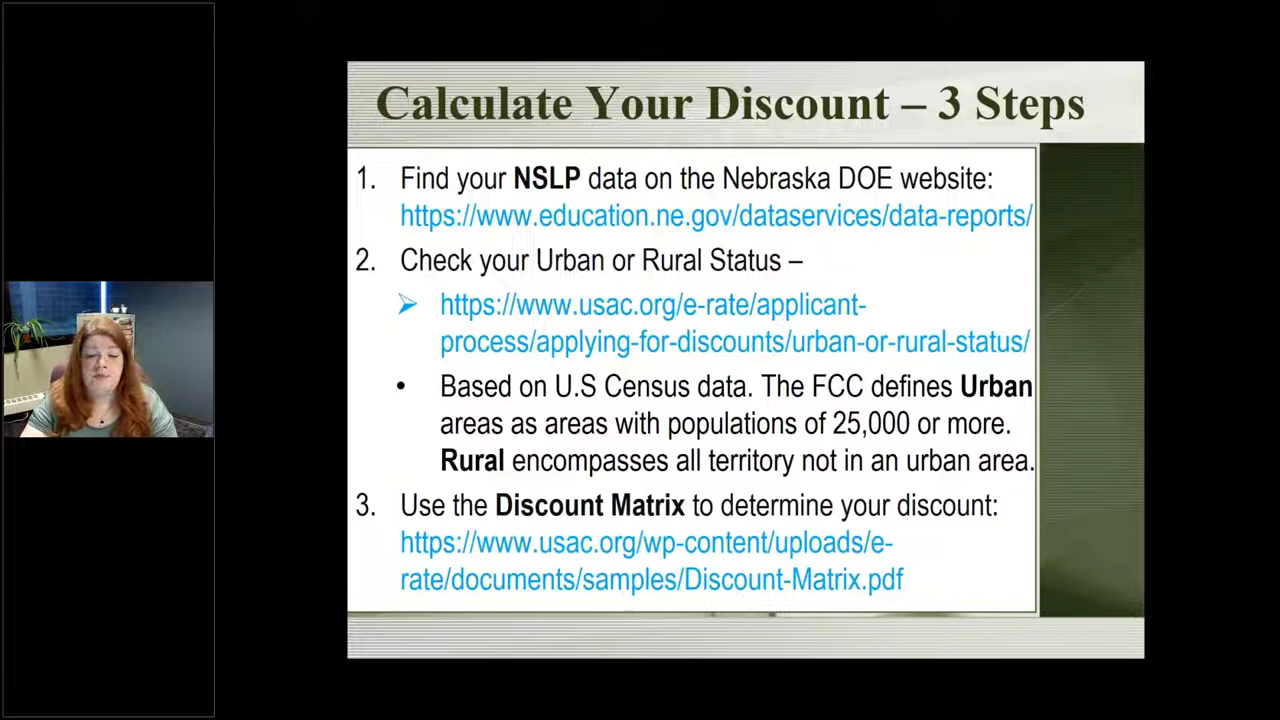 Calculate Your Discount – 3 Steps
1. Find your NSLP data on the Nebraska DOE website:
https://www.education.ne.gov/dataservices/data-reports/
2. Check your Urban or Rural Status –
➢ https://www.usac.org/e-rate/applicant-
process/applying-for-discounts/urban-or-rural-status/
• Based on U.S Census data. The FCC defines Urban
areas as areas with populations of 25,000 or more.
Rural encompasses all territory not in an urban area.
3. Use the Discount Matrix to determine your discount:
https://www.usac.org/wp-content/uploads/e-
rate/documents/samples/Discount-Matrix.pdf